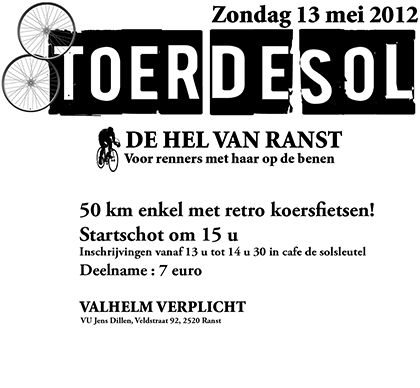 Zondag 13 mei 2012
TOERDESOL
DE HEL VAN RANST
Voor renners met haar op de benen
50 km enkel met retro koersfietsen!
Startschot om 15 u
Inschrijvingen vanaf 13 u tot 14 u 30 in cafe de solsleutel
Deelname : 7 euro
VALHELM VERPLICHT
VU Jens Dillen, Veldstraat 92, 2520 Ranst